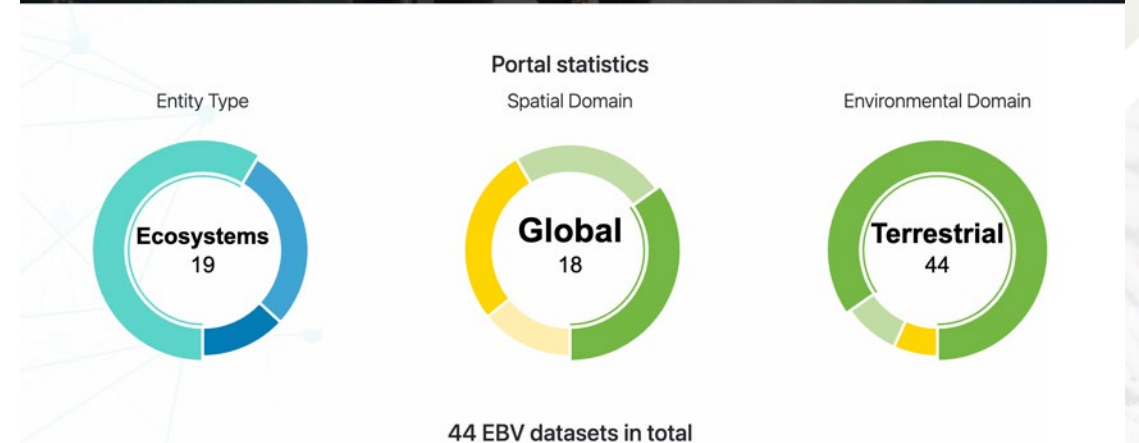 Portal statistics
Entity Type
Spatial Domain
Environmental Domain
Ecosystems
19
Global
18
Terrestrial
44
44 EBV datasets in total